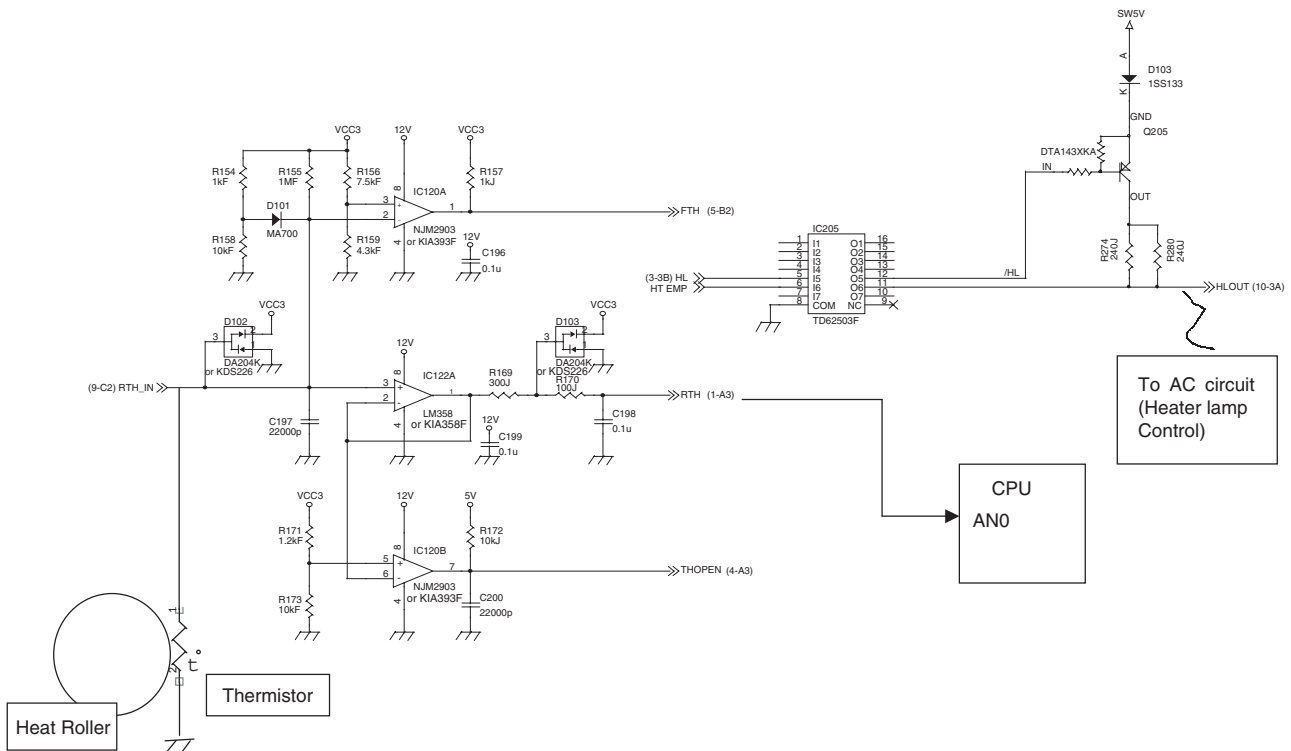 SW5V
A
D103
1SS133
K
GND
Q205
DTA143XKA
IN
OUT
R274
240J
R280
240J
VCC3
12V
VCC3
R154
1kF
R155
1MF
R156
7.5kF
R157
1kJ
D101
MA700
8
IC120A
3
+
2
-
1
4
NJM2903
or KIA393F
FTH (5-B2)
R158
10kF
R159
4.3kF
12V
C196
0.1u
IC205
1 I1 O1 16
2 I2 O2 15
3 I3 O3 14
4 I4 O4 13
5 I5 O5 12
6 I6 O6 11
7 I7 O7 10
8 COM NC 9
TD62503F
(3-3B) HL
HT EMP
/HL
HLOUT (10-3A)
To AC circuit
(Heater lamp
Control)
D102
VCC3
3
2
1
DA204K
or KDS226
12V
D103
VCC3
3
2
1
DA204K
or KDS226
(9-C2) RTH_IN
8
IC122A
3
+
2
-
1
4
LM358
or KIA358F
R169
300J
R170
100J
RTH (1-A3)
C197
22000p
12V
C199
0.1u
C198
0.1u
CPU
AN0
VCC3
12V
5V
R171
1.2kF
R172
10kJ
8
IC120B
5
+
6
-
7
4
NJM2903
or KIA393F
THOPEN (4-A3)
R173
10kF
C200
22000p
1
2
t°
Thermistor
Heat Roller